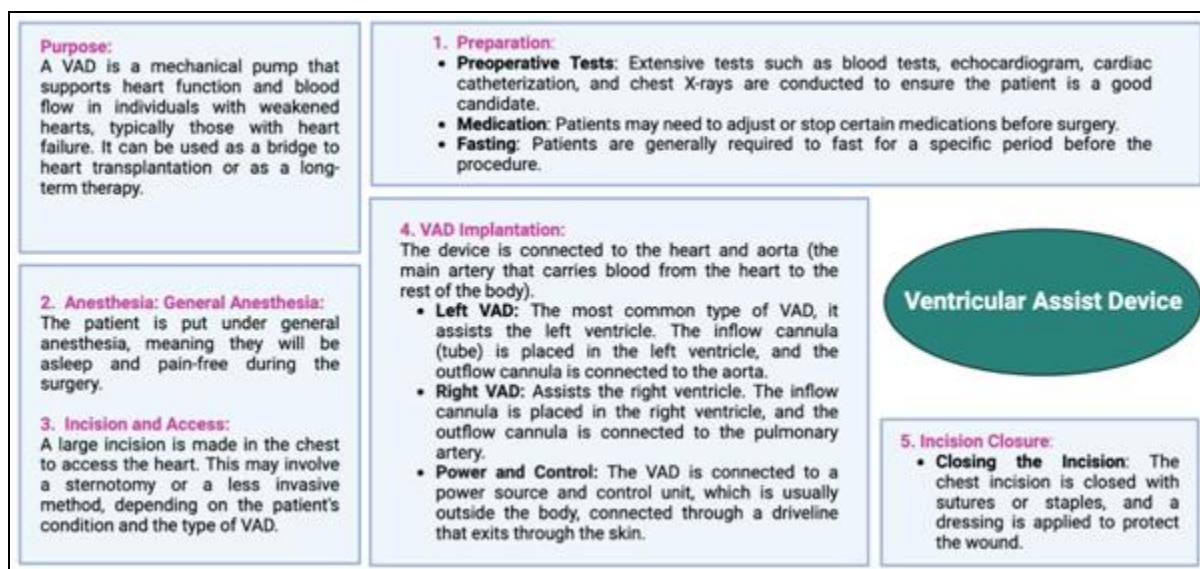 Purpose:
A VAD is a mechanical pump that
supports heart function and blood
flow in individuals with weakened
hearts, typically those with heart
failure. It can be used as a bridge to
heart transplantation or as a long-
term therapy.
1. Preparation:
• Preoperative Tests: Extensive tests such as blood tests, echocardiogram, cardiac
catheterization, and chest X-rays are conducted to ensure the patient is a good
candidate.
• Medication: Patients may need to adjust or stop certain medications before surgery.
• Fasting: Patients are generally required to fast for a specific period before the
procedure.
2. Anesthesia: General Anesthesia:
The patient is put under general
anesthesia, meaning they will be
asleep and pain-free during the
surgery.
3. Incision and Access:
A large incision is made in the chest
to access the heart. This may involve
a sternotomy or a less invasive
method, depending on the patient's
condition and the type of VAD.
4. VAD Implantation:
The device is connected to the heart and aorta (the
main artery that carries blood from the heart to the
rest of the body).
• Left VAD: The most common type of VAD, it
assists the left ventricle. The inflow cannula
(tube) is placed in the left ventricle, and the
outflow cannula is connected to the aorta.
• Right VAD: Assists the right ventricle. The inflow
cannula is placed in the right ventricle, and the
outflow cannula is connected to the pulmonary
artery.
• Power and Control: The VAD is connected to a
power source and control unit, which is usually
outside the body, connected through a driveline
that exits through the skin.
Ventricular Assist Device
5. Incision Closure:
• Closing the Incision: The
chest incision is closed with
sutures or staples, and a
dressing is applied to protect
the wound.